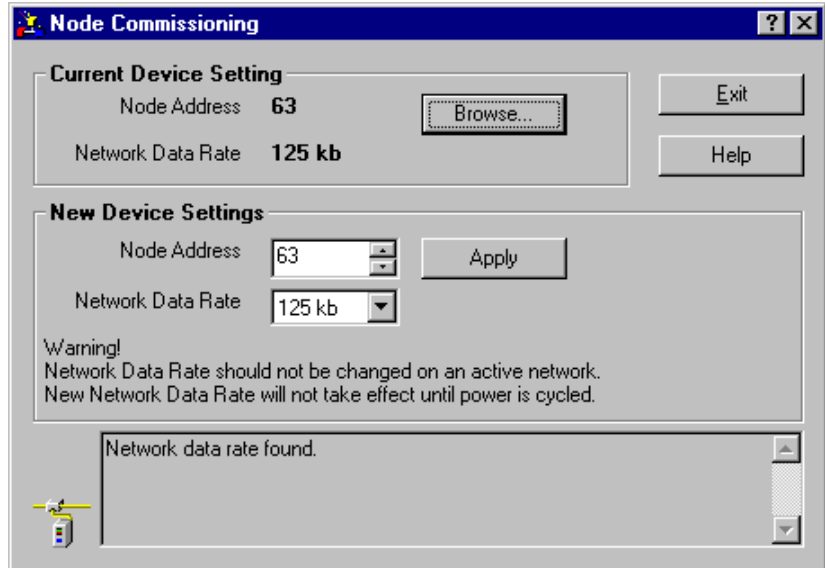 Node Commissioning
Current Device Setting
Node Address 63
Browse...
Exit
Network Data Rate 125 kb
Help
New Device Settings
Node Address 63
Apply
Network Data Rate 125 kb
Warning!
Network Data Rate should not be changed on an active network.
New Network Data Rate will not take effect until power is cycled.
Network data rate found.